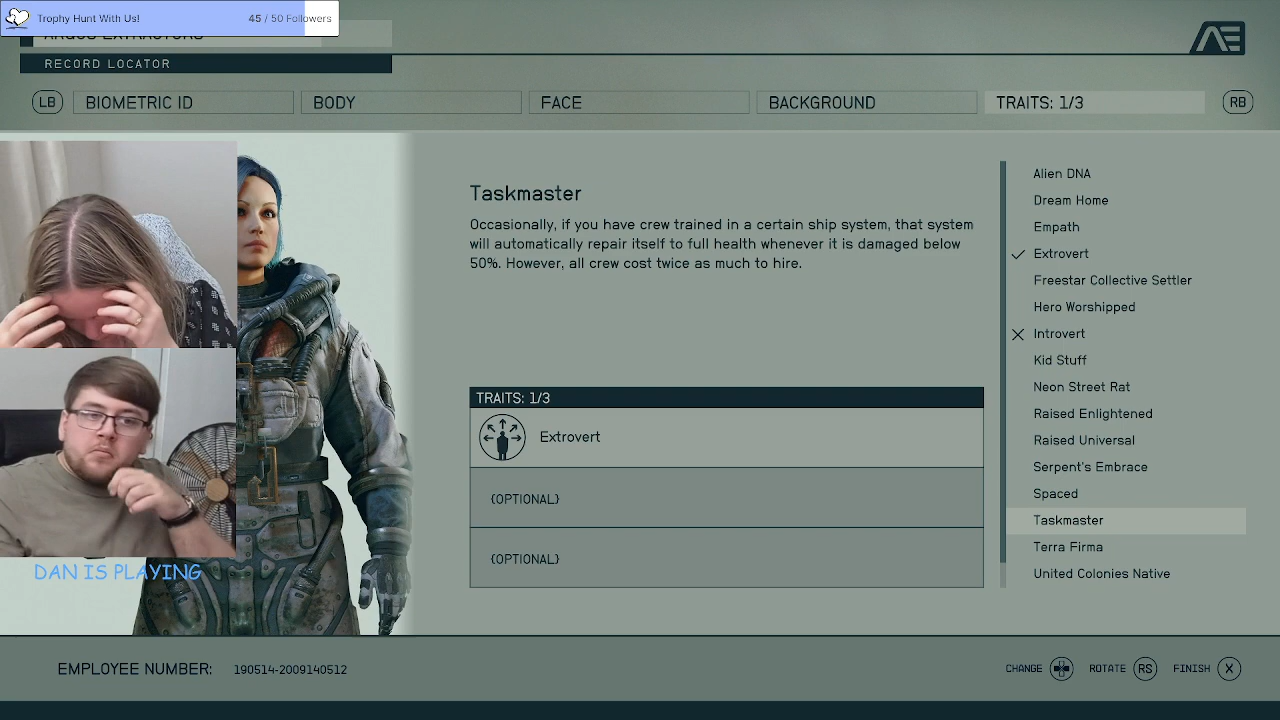 Trophy Hunt With Us! 45 / 50 Followers
ARGOS EXTRACTORS
RECORD LOCATOR
AE
LB BIOMETRIC ID BODY FACE BACKGROUND TRAITS: 1/3 RB
Taskmaster
Occasionally, if you have crew trained in a certain ship system, that system
will automatically repair itself to full health whenever it is damaged below
50%. However, all crew cost twice as much to hire.
TRAITS: 1/3
Extrovert
{OPTIONAL}
{OPTIONAL}
Alien DNA
Dream Home
Empath
Extrovert
Freestar Collective Settler
Hero Worshipped
Introvert
Kid Stuff
Neon Street Rat
Raised Enlightened
Raised Universal
Serpent's Embrace
Spaced
Taskmaster
Terra Firma
United Colonies Native
DAN IS PLAYING
EMPLOYEE NUMBER: 190514-2009140512
CHANGE ROTATE RS FINISH X